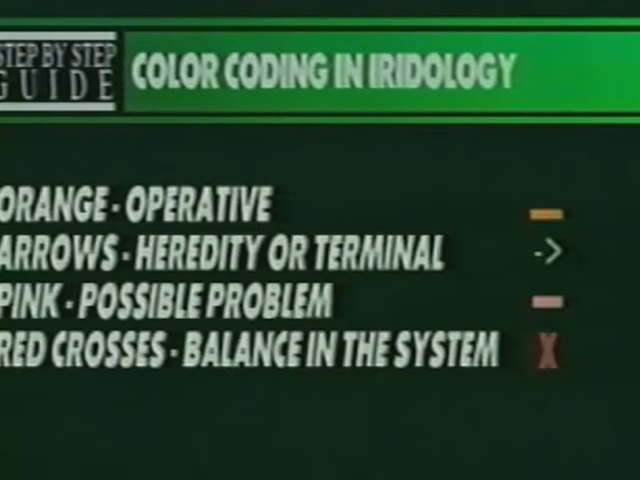 STEP BY STEP
GUIDE
COLOR CODING IN IRIDOLOGY
ORANGE - OPERATIVE
ARROWS - HEREDITY OR TERMINAL ->
PINK - POSSIBLE PROBLEM
RED CROSSES - BALANCE IN THE SYSTEM X